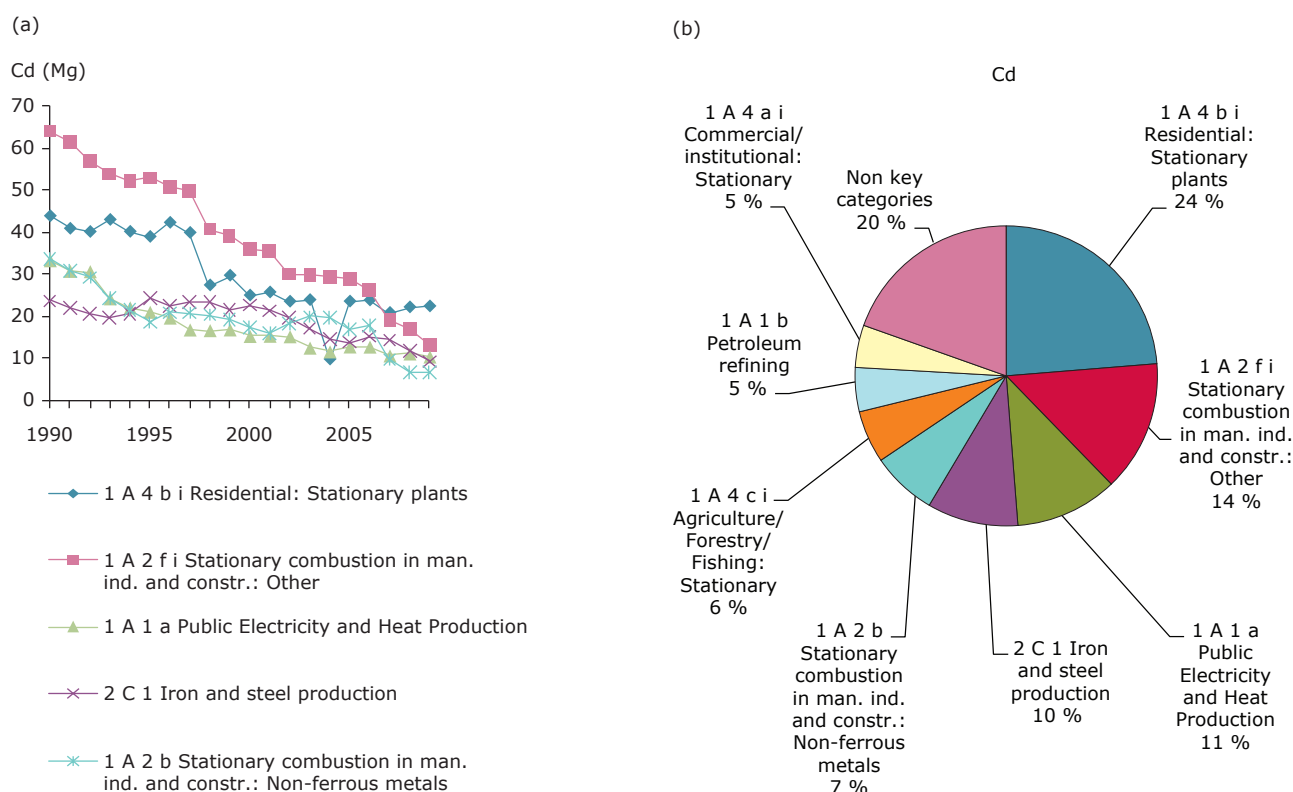 (a)
Cd (Mg)
70
60
50
40
30
20
10
0
1990
1995
2000
2005
1 A 4 b i Residential: Stationary plants
1 A 2 f i Stationary combustion in man.
ind. and constr.: Other
1 A 1 a Public Electricity and Heat Production
2 C 1 Iron and steel production
1 A 2 b Stationary combustion in man.
ind. and constr.: Non-ferrous metals
(b)
Cd
1 A 4 b i
Residential:
Stationary
plants
24 %
1 A 2 f i
Stationary
combustion
in man. ind.
and constr.:
Other
14 %
1 A 1 a
Public
Electricity
and Heat
Production
11 %
2 C 1 Iron
and steel
production
10 %
1 A 2 b
Stationary
combustion
in man. ind.
and constr.:
Non-ferrous
metals
7 %
1 A 4 c i
Agriculture/
Forestry/
Fishing:
Stationary
6 %
1 A 1 b
Petroleum
refining
5 %
1 A 4 a i
Commercial/
institutional:
Stationary
5 %
Non key
categories
20 %